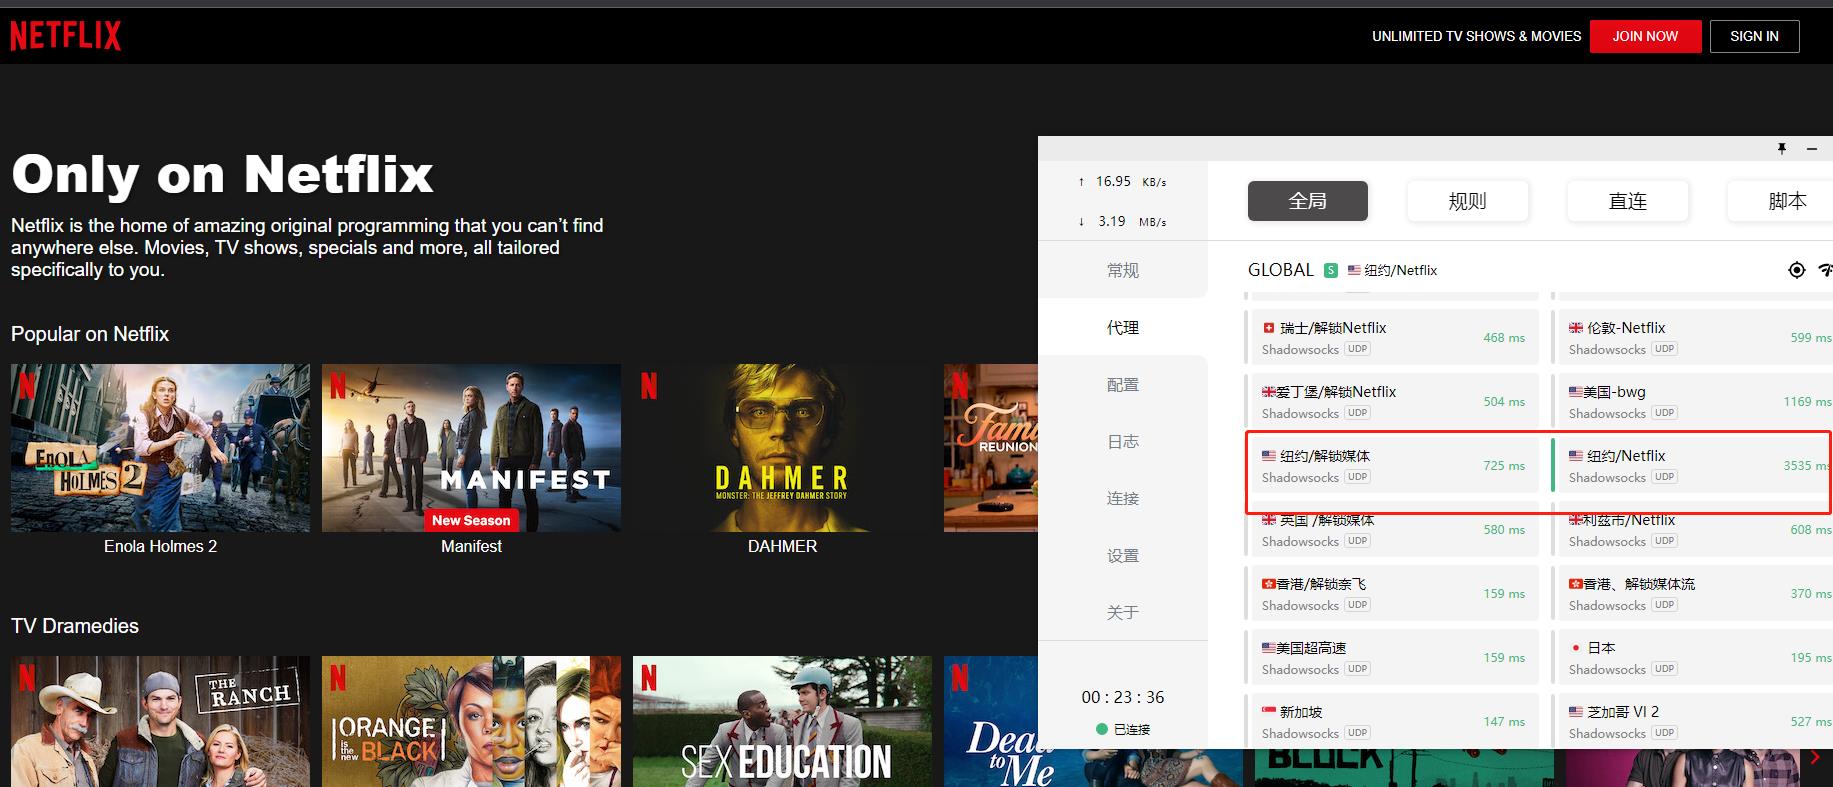 NETFLIX
UNLIMITED TV SHOWS & MOVIES
JOIN NOW
SIGN IN
Only on Netflix
Netflix is the home of amazing original programming that you can't find
anywhere else. Movies, TV shows, specials and more, all tailored
specifically to you.
Popular on Netflix
N
ENOLA
HOLMES 2
Enola Holmes 2
N
MANIFEST
New Season
Manifest
N
DAHMER
MONSTER: THE JEFFREY DAHMER STORY
DAHMER
N
REUNION
TV Dramedies
N
THE
RANCH
N
ORANGE
is the new
BLACK
N
SEX EDUCATION
N
Dead
to Me
BLOCK
↑ 16.95 KB/s
↓ 3.19 MB/s
常规
代理
配置
日志
连接
设置
关于
00 : 23 : 36
已连接
全局
规则
直连
脚本
GLOBAL S 纽约/Netflix
瑞士/解锁Netflix
Shadowsocks UDP
468 ms
伦敦-Netflix
Shadowsocks UDP
599 ms
爱丁堡/解锁Netflix
Shadowsocks UDP
504 ms
美国-bwg
Shadowsocks UDP
1169 ms
纽约/解锁媒体
Shadowsocks UDP
725 ms
纽约/Netflix
Shadowsocks UDP
3535 ms
英国 /解锁媒体
Shadowsocks UDP
580 ms
利兹市/Netflix
Shadowsocks UDP
608 ms
香港/解锁奈飞
Shadowsocks UDP
159 ms
香港、解锁媒体流
Shadowsocks UDP
370 ms
美国超高速
Shadowsocks UDP
159 ms
日本
Shadowsocks UDP
195 ms
新加坡
Shadowsocks UDP
147 ms
芝加哥 VI 2
Shadowsocks UDP
527 ms